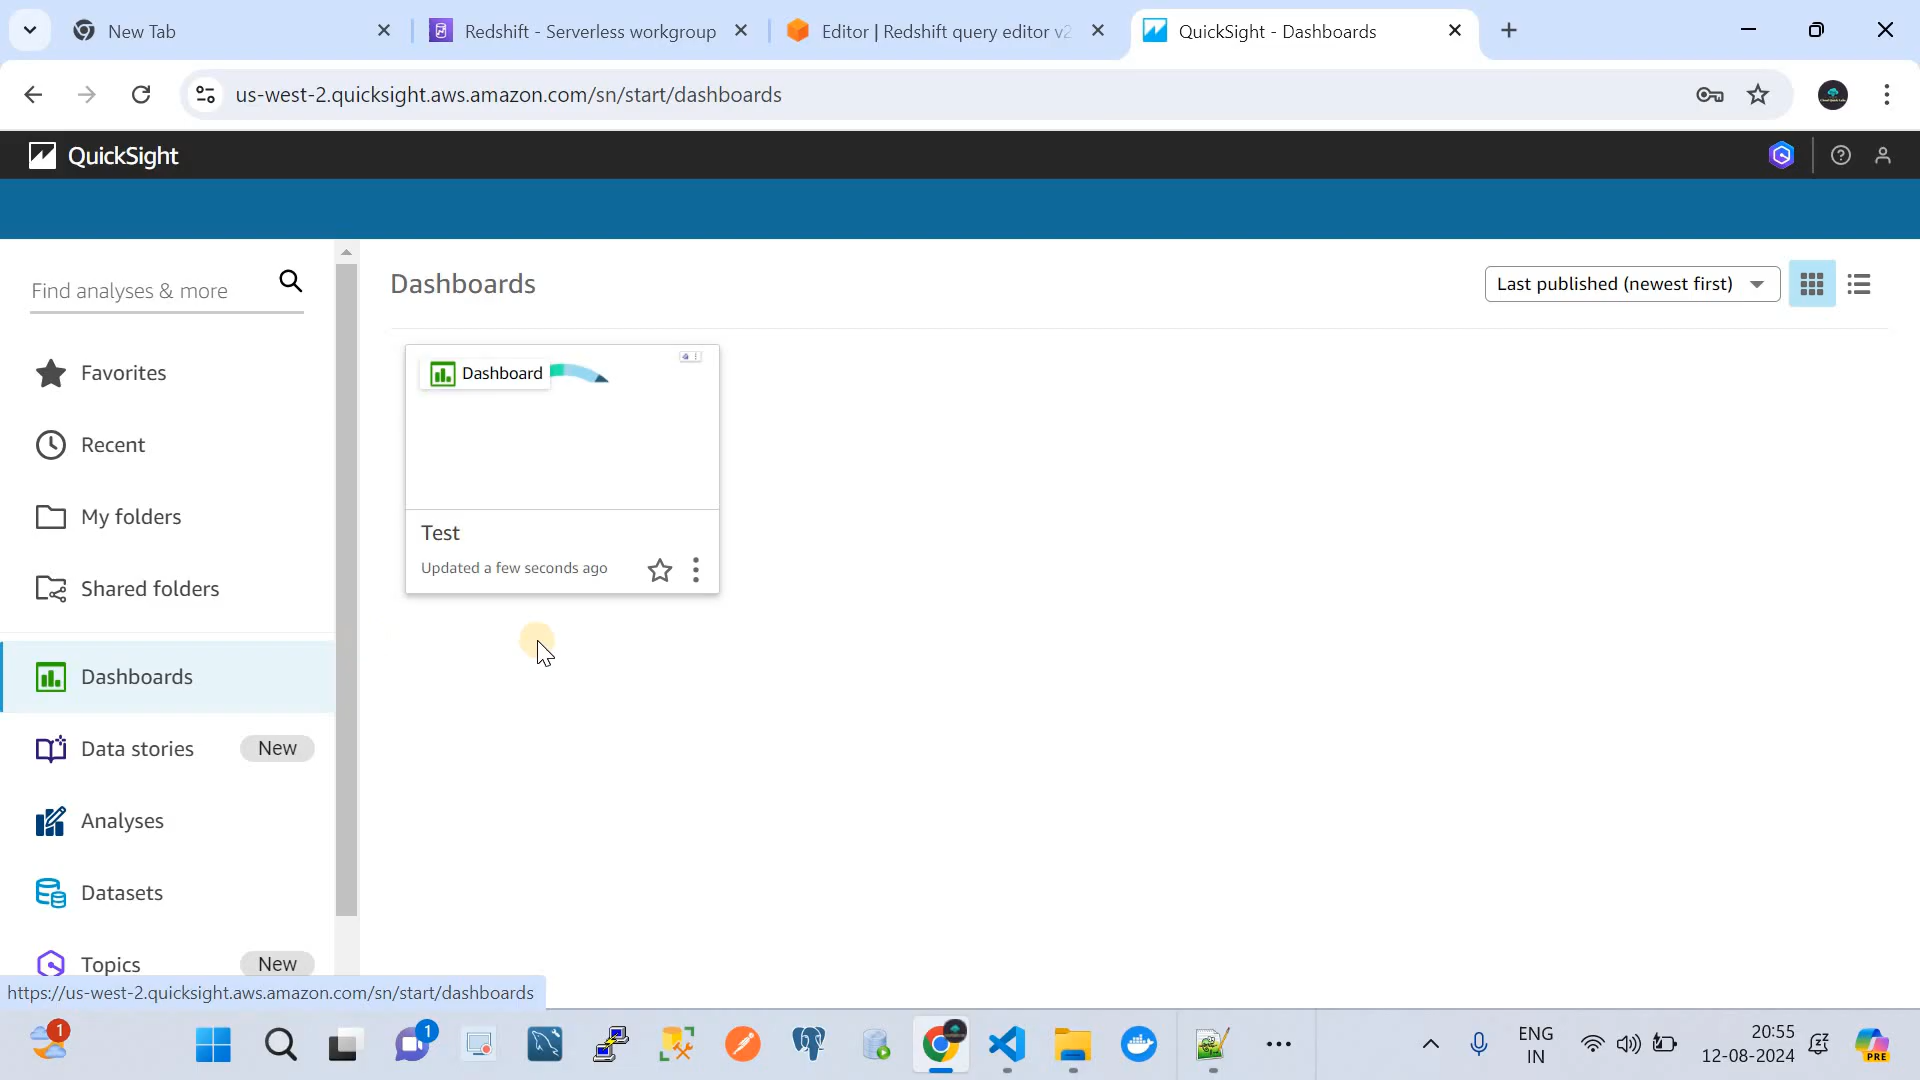 New Tab
Redshift - Serverless workgroup
Editor | Redshift query editor v2
QuickSight - Dashboards
us-west-2.quicksight.aws.amazon.com/sn/start/dashboards
QuickSight
Find analyses & more
Dashboards
Last published (newest first)
Favorites
Recent
My folders
Shared folders
Dashboards
Data stories New
Analyses
Datasets
Topics New
Dashboard
Test
Updated a few seconds ago
https://us-west-2.quicksight.aws.amazon.com/sn/start/dashboards
1
1
ENG
IN
20:55
12-08-2024
PRE